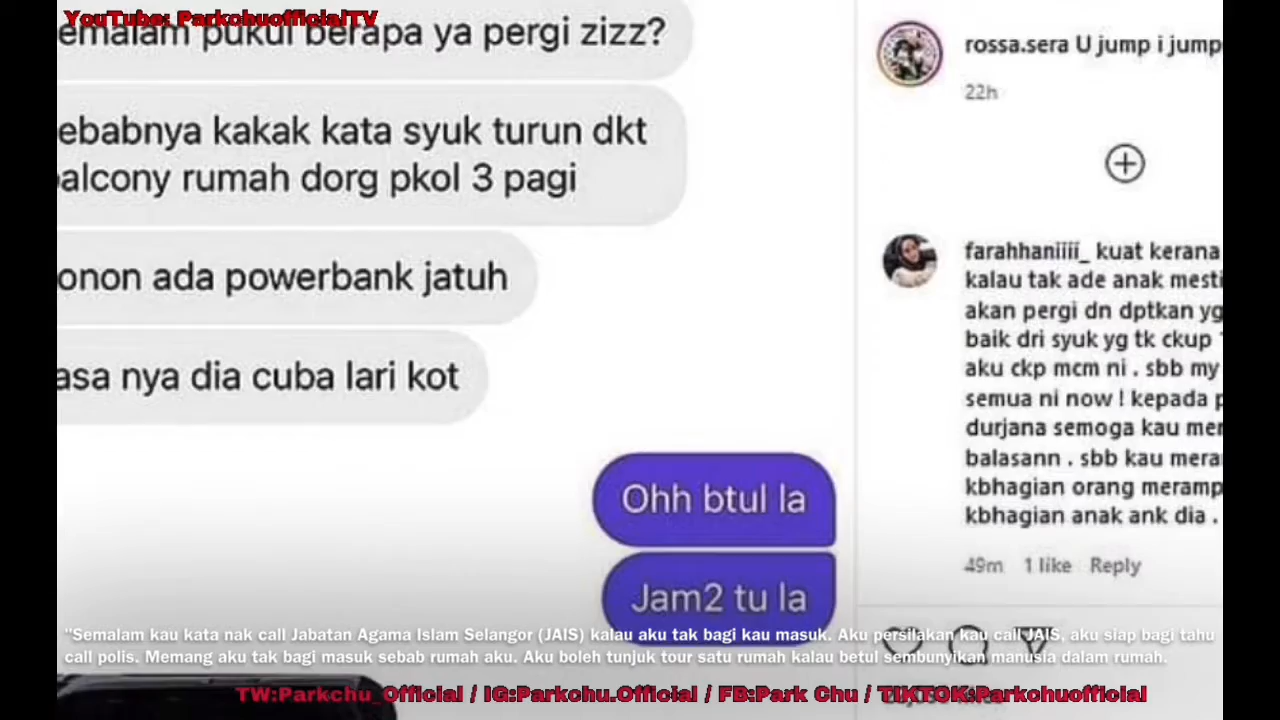 YouTube: ParkchuofficialTV
emalam pukul berapa ya pergi zizz?
ebabnya kakak kata syuk turun dkt
balcony rumah dorg pkol 3 pagi
onon ada powerbank jatuh
asa nya dia cuba lari kot
Ohh btul la
Jam2 tu la
rossa.sera U jump i jump
22h
farahhaniiii_ kuat kerana
kalau tak ade anak mesti
akan pergi dn dptkan yg
baik dri syuk yg tk ckup
aku ckp mcm ni . sbb my
semua ni now ! kepada p
durjana semoga kau mer
balasann . sbb kau mera
kbhagian orang meramp
kbhagian anak ank dia .
49m 1 like Reply
"Semalam kau kata nak call Jabatan Agama Islam Selangor (JAIS) kalau aku tak bagi kau masuk. Aku persilakan kau call JAIS, aku siap bagi tahu
call polis. Memang aku tak bagi masuk sebab rumah aku. Aku boleh tunjuk tour satu rumah kalau betul sembunyikan manusia dalam rumah.
TW:Parkchu_Official / IG:Parkchu.Official / FB:Park Chu / TIKTOK:Parkchuofficial